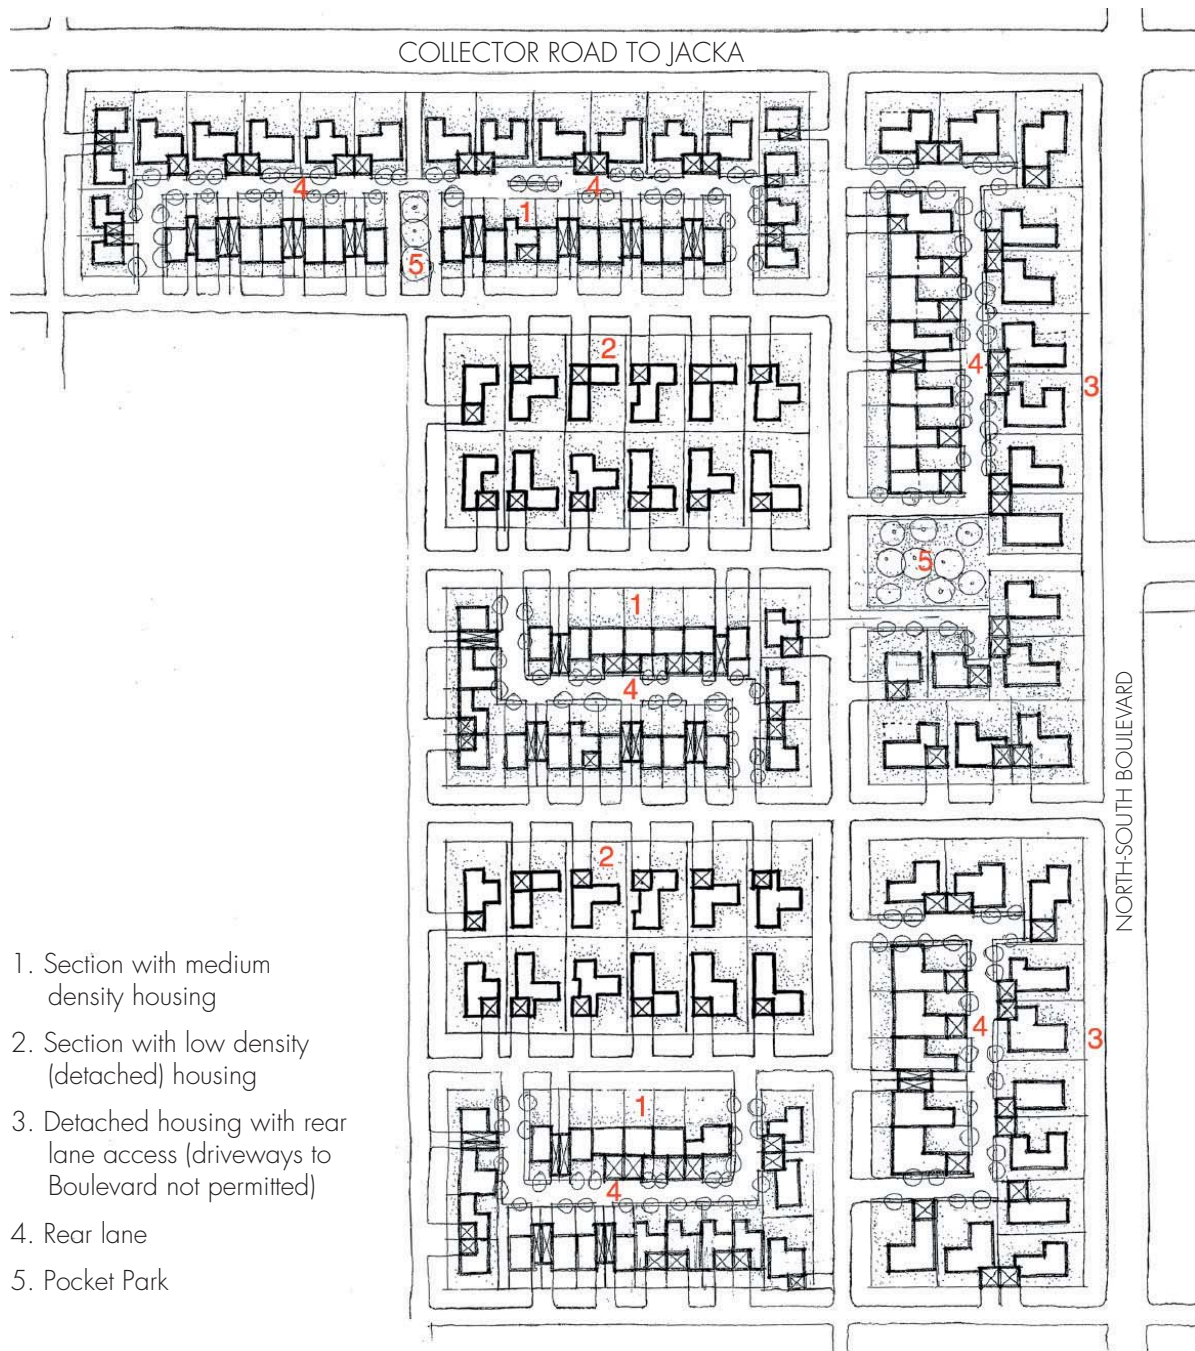 COLLECTOR ROAD TO JACKA
4
4
1
5
2
4
3
5
1
4
NORTH-SOUTH BOULEVARD
2
1
4
4
3
1. Section with medium
density housing
2. Section with low density
(detached) housing
3. Detached housing with rear
lane access (driveways to
Boulevard not permitted)
4. Rear lane
5. Pocket Park